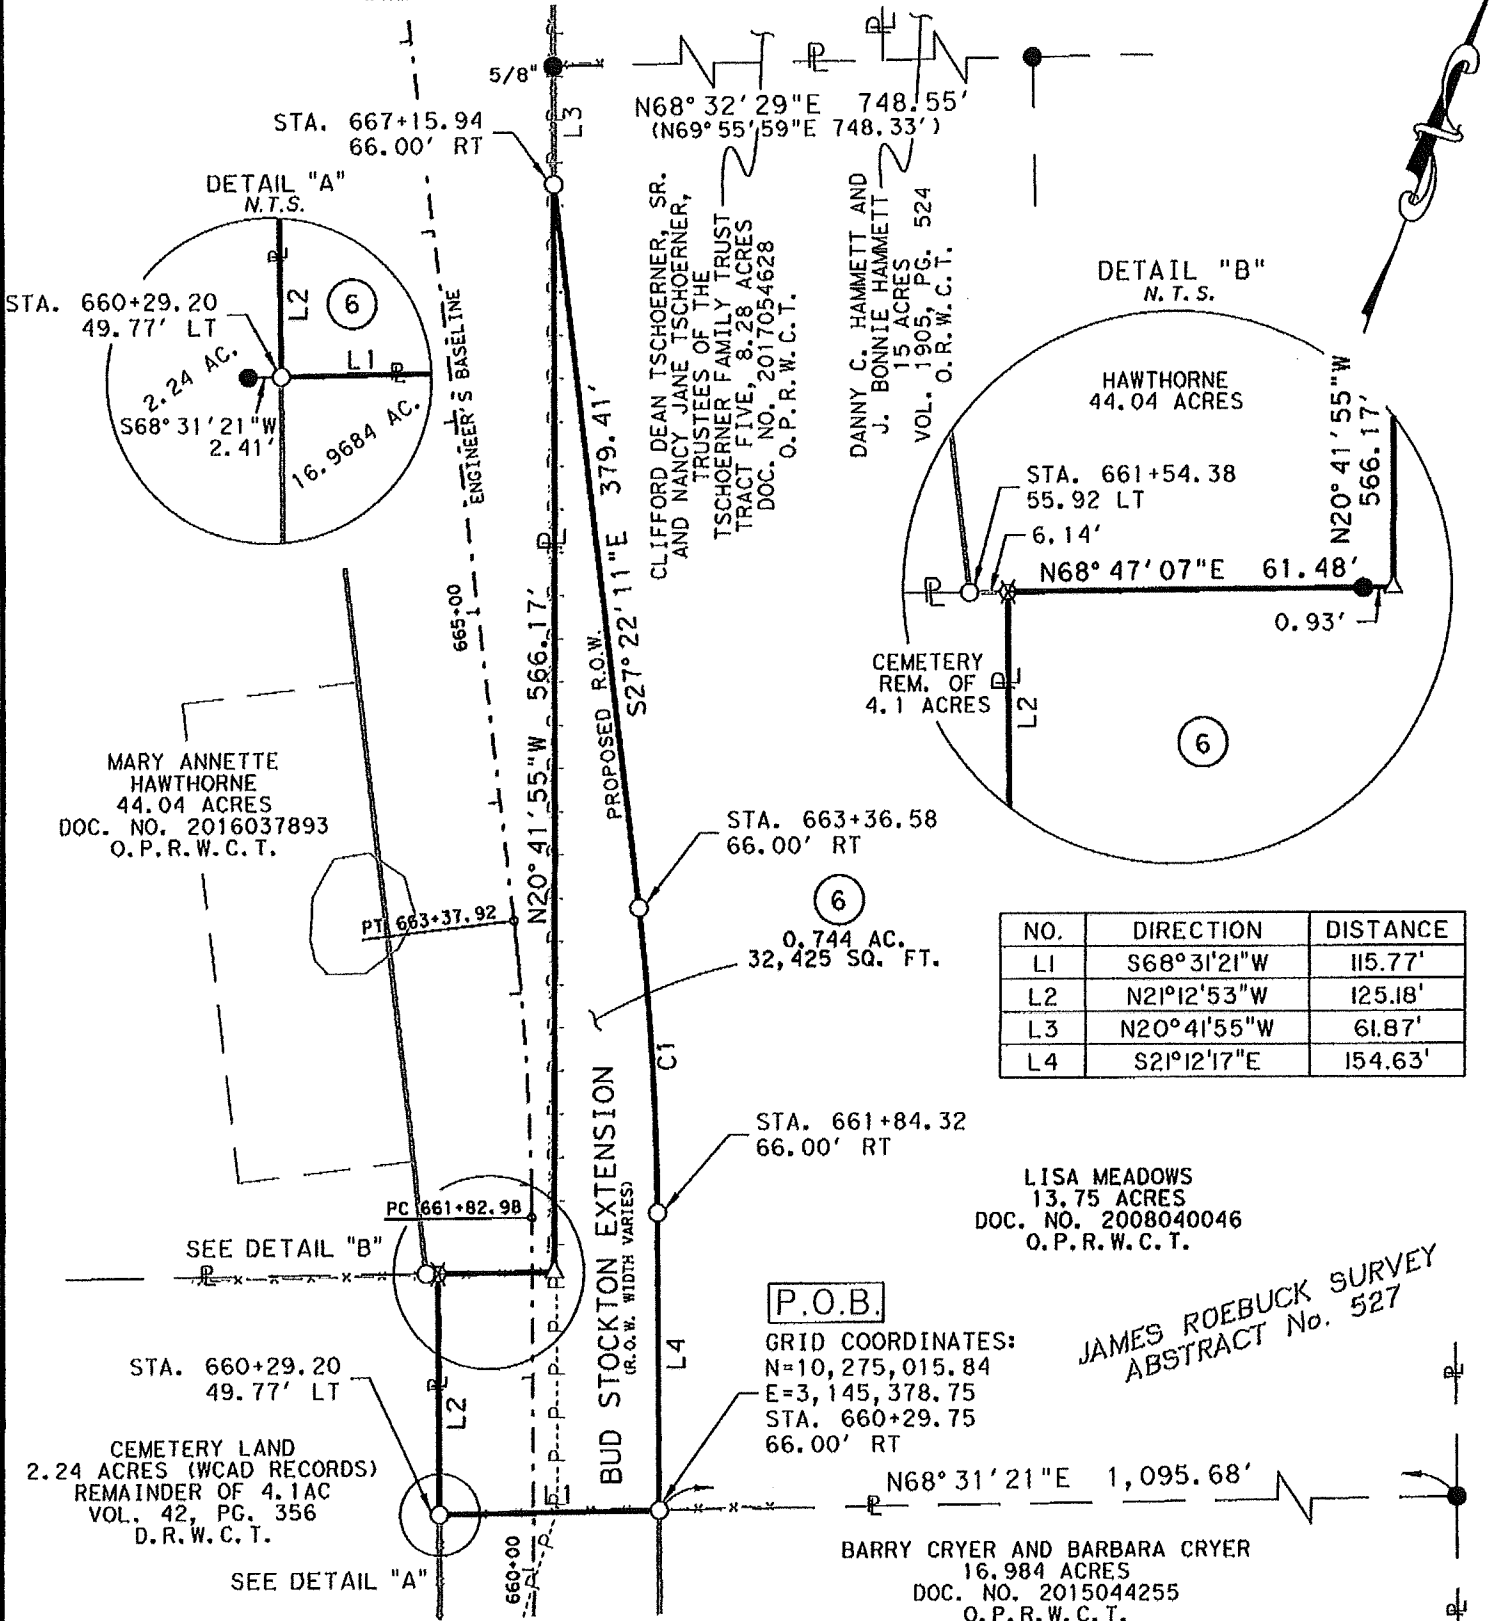 5/8"
L3
N68°32'29"E 748.55'
(N69°55'59"E 748.33')
STA. 667+15.94
66.00' RT
DETAIL "A"
N.T.S.
STA. 660+29.20
49.77' LT
L2
6
L1
2.24 AC.
S68°31'21"W
2.41'
16.9684 AC.
ENGINEER'S BASELINE
665+00
CLIFFORD DEAN TSCHOERNER, SR.
AND NANCY JANE TSCHOERNER,
TRUSTEES OF THE
TSCHOERNER FAMILY TRUST
TRACT FIVE, 8.28 ACRES
DOC. NO. 2017054628
O.P.R.W.C.T.
DANNY C. HAMMETT AND
J. BONNIE HAMMETT
15 ACRES
VOL. 1905, PG. 524
O.R.W.C.T.
DETAIL "B"
N.T.S.
HAWTHORNE
44.04 ACRES
N20°41'55"W
566.17'
STA. 661+54.38
55.92 LT
6.14'
N68°47'07"E 61.48'
0.93'
CEMETERY
REM. OF
4.1 ACRES
L2
6
N20°41'55"W 566.17'
PROPOSED R.O.W.
S27°22'11"E 379.41'
MARY ANNETTE
HAWTHORNE
44.04 ACRES
DOC. NO. 2016037893
O.P.R.W.C.T.
PT 663+37.92
STA. 663+36.58
66.00' RT
6
0.744 AC.
32,425 SQ. FT.
NO. DIRECTION DISTANCE
L1 S68°31'21"W 115.77'
L2 N21°12'53"W 125.18'
L3 N20°41'55"W 61.87'
L4 S21°12'17"E 154.63'
C1
STA. 661+84.32
66.00' RT
LISA MEADOWS
13.75 ACRES
DOC. NO. 2008040046
O.P.R.W.C.T.
PC 661+82.98
SEE DETAIL "B"
BUD STOCKTON EXTENSION
(R.O.W. WIDTH VARIES)
P.O.B.
GRID COORDINATES:
N=10,275,015.84
E=3,145,378.75
STA. 660+29.75
66.00' RT
JAMES ROEBUCK SURVEY
ABSTRACT No. 527
L4
STA. 660+29.20
49.77' LT
L2
CEMETERY LAND
2.24 ACRES (WCAD RECORDS)
REMAINDER OF 4.1AC
VOL. 42, PG. 356
D.R.W.C.T.
L1
N68°31'21"E 1,095.68'
660+00
SEE DETAIL "A"
BARRY CRYER AND BARBARA CRYER
16.984 ACRES
DOC. NO. 2015044255
O.P.R.W.C.T.